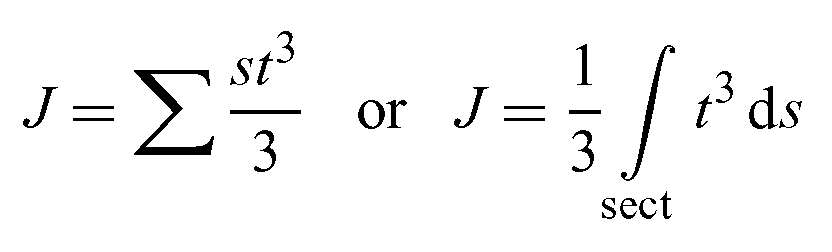 J = ∑ st³/3 or J = 1/3 ∫sect t³ ds